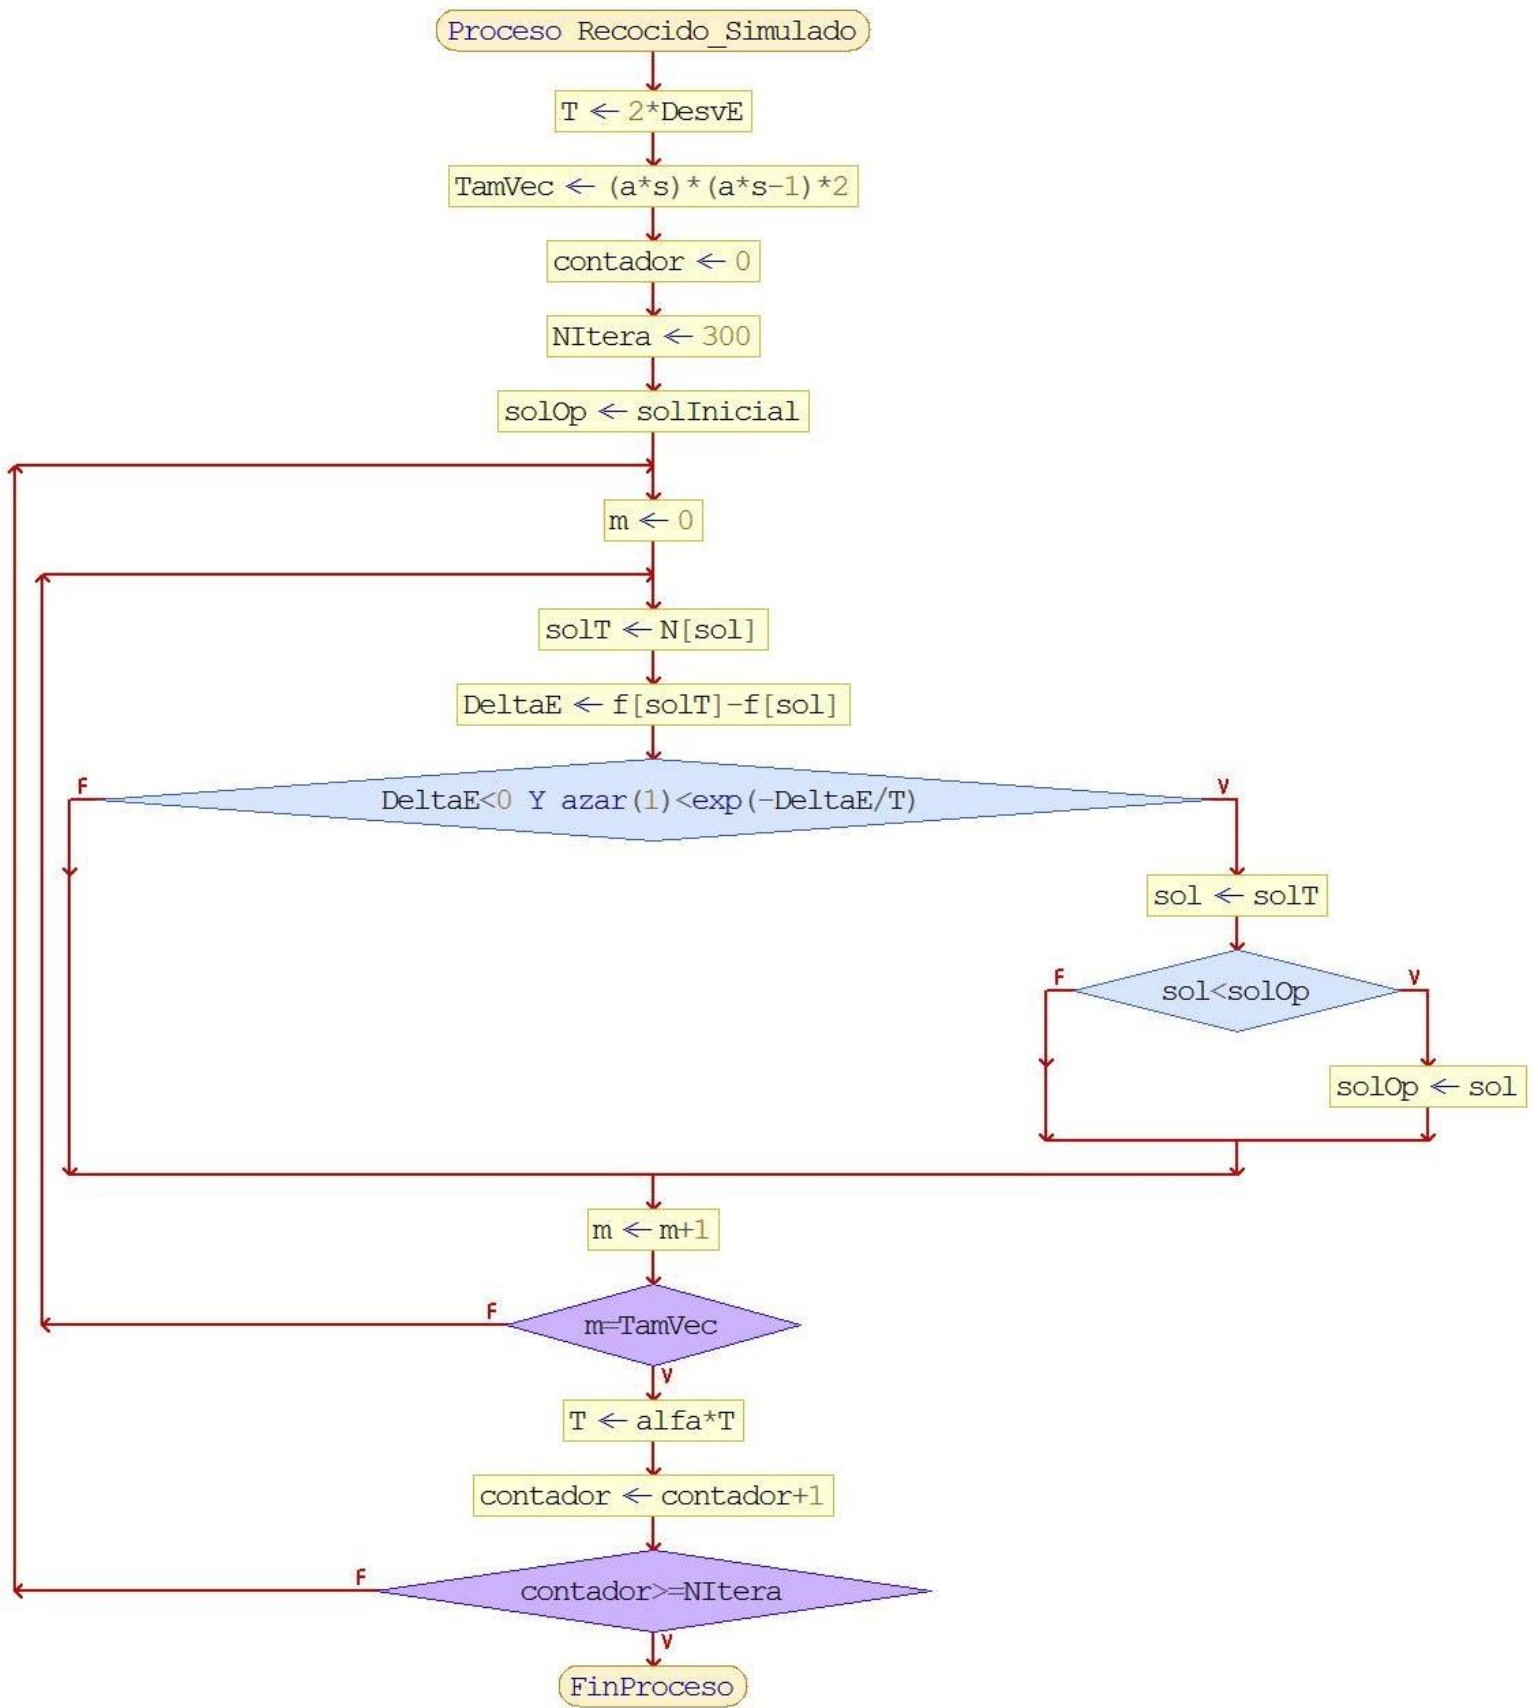 Proceso Recocido_Simulado
T ← 2*DesvE
TamVec ← (a*s)*(a*s-1)*2
contador ← 0
NItera ← 300
solOp ← solInicial
m ← 0
solT ← N[sol]
DeltaE ← f[solT]-f[sol]
F
DeltaE<0 Y azar(1)<exp(-DeltaE/T)
V
sol ← solT
F
sol<solOp
V
solOp ← sol
m ← m+1
F
m=TamVec
V
T ← alfa*T
contador ← contador+1
F
contador>=NItera
V
FinProceso